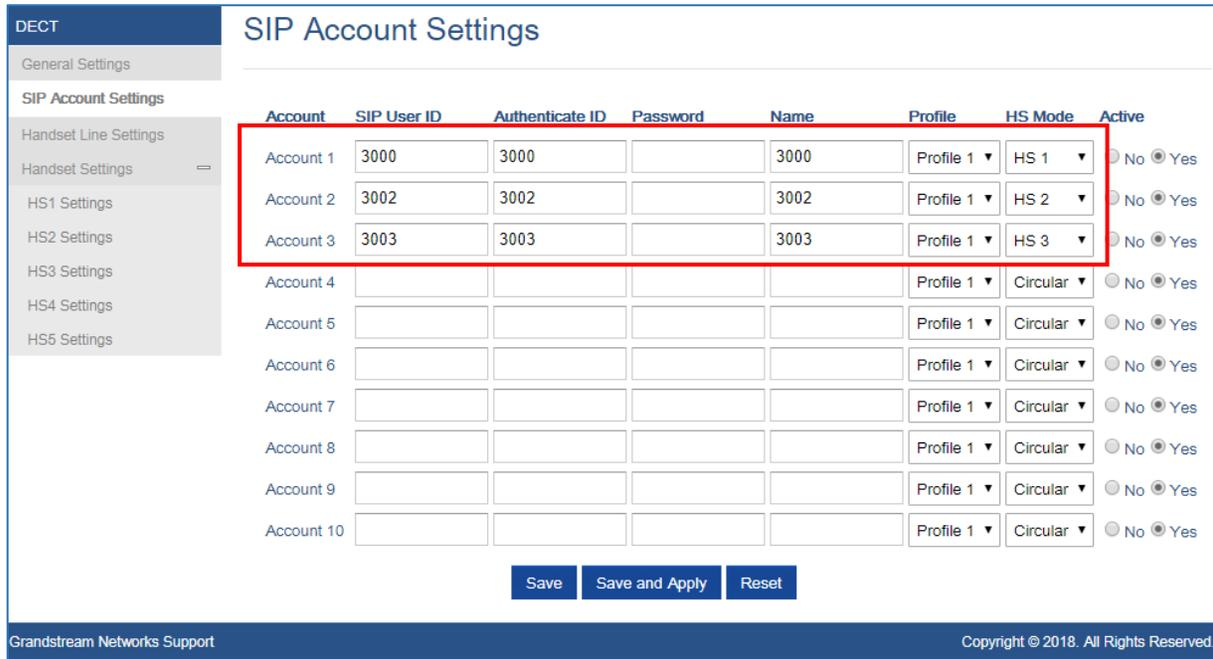 DECT
SIP Account Settings
General Settings
SIP Account Settings
Handset Line Settings
Handset Settings
HS1 Settings
HS2 Settings
HS3 Settings
HS4 Settings
HS5 Settings
Account SIP User ID Authenticate ID Password Name Profile HS Mode Active
Account 1 3000 3000 3000 Profile 1 HS 1 No Yes
Account 2 3002 3002 3002 Profile 1 HS 2 No Yes
Account 3 3003 3003 3003 Profile 1 HS 3 No Yes
Account 4 Profile 1 Circular No Yes
Account 5 Profile 1 Circular No Yes
Account 6 Profile 1 Circular No Yes
Account 7 Profile 1 Circular No Yes
Account 8 Profile 1 Circular No Yes
Account 9 Profile 1 Circular No Yes
Account 10 Profile 1 Circular No Yes
Save Save and Apply Reset
Grandstream Networks Support Copyright © 2018. All Rights Reserved.